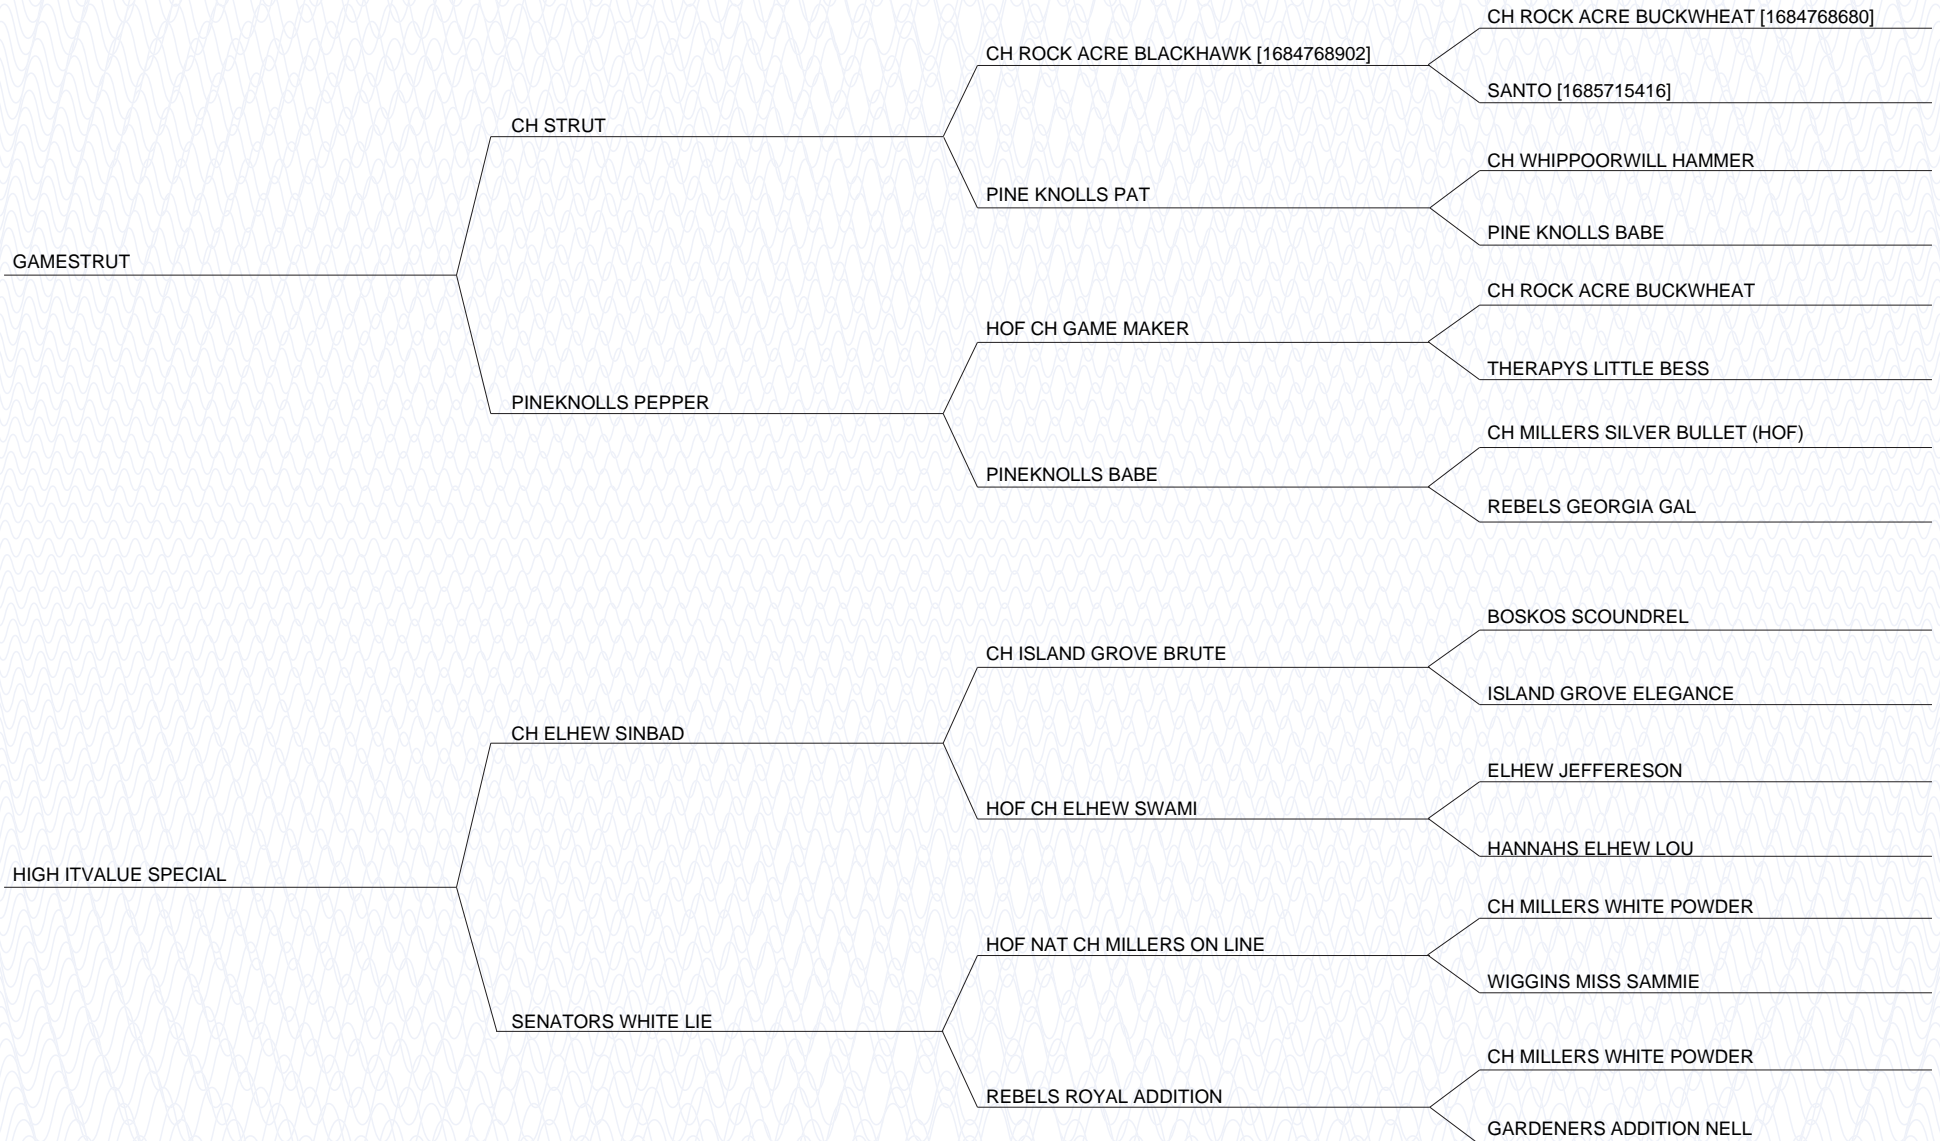 CH ROCK ACRE BUCKWHEAT [1684768680]
CH ROCK ACRE BLACKHAWK [1684768902]
SANTO [1685715416]
CH STRUT
CH WHIPPOORWILL HAMMER
PINE KNOLLS PAT
PINE KNOLLS BABE
GAMESTRUT
CH ROCK ACRE BUCKWHEAT
HOF CH GAME MAKER
THERAPYS LITTLE BESS
PINEKNOLLS PEPPER
CH MILLERS SILVER BULLET (HOF)
PINEKNOLLS BABE
REBELS GEORGIA GAL
BOSKOS SCOUNDREL
CH ISLAND GROVE BRUTE
ISLAND GROVE ELEGANCE
CH ELHEW SINBAD
ELHEW JEFFERESON
HOF CH ELHEW SWAMI
HANNAHS ELHEW LOU
HIGH ITVALUE SPECIAL
CH MILLERS WHITE POWDER
HOF NAT CH MILLERS ON LINE
WIGGINS MISS SAMMIE
SENATORS WHITE LIE
CH MILLERS WHITE POWDER
REBELS ROYAL ADDITION
GARDENERS ADDITION NELL